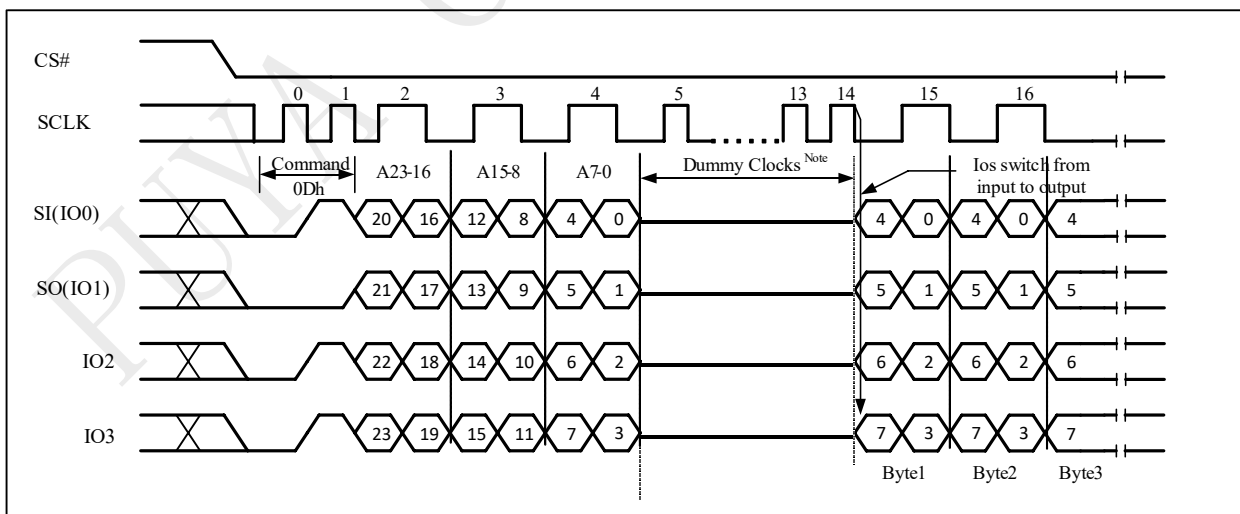 PUYA
CS#
0 1 2 3 4 5 13 14 15 16
SCLK
Command
0Dh
A23-16 A15-8 A7-0 Dummy Clocks Note Ios switch from
input to output
SI(IO0) 20 16 12 8 4 0 4 0 4 0 4
SO(IO1) 21 17 13 9 5 1 5 1 5 1 5
IO2 22 18 14 10 6 2 6 2 6 2 6
IO3 23 19 15 11 7 3 7 3 7 3 7
Byte1 Byte2 Byte3